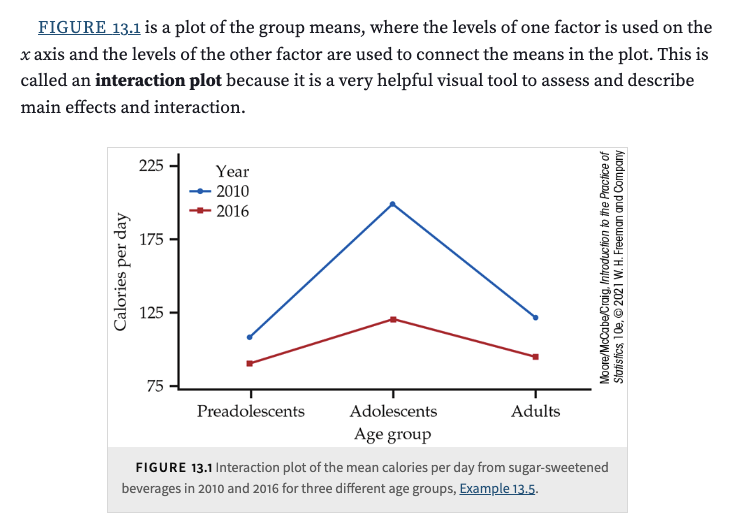 FIGURE 13.1 is a plot of the group means, where the levels of one factor is used on the
x axis and the levels of the other factor are used to connect the means in the plot. This is
called an interaction plot because it is a very helpful visual tool to assess and describe
main effects and interaction.
225
175
125
75
Calories per day
Year
2010
2016
Preadolescents
Adolescents
Adults
Age group
Moore/McCabe/Craig, Introduction to the Practice of
Statistics, 10e, © 2021 W. H. Freeman and Company
FIGURE 13.1 Interaction plot of the mean calories per day from sugar-sweetened
beverages in 2010 and 2016 for three different age groups, Example 13.5.